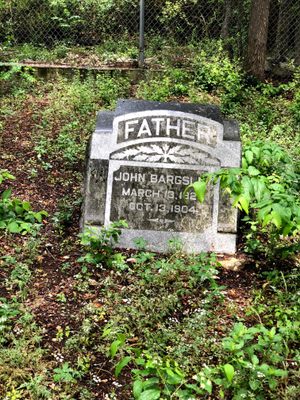 FATHER
JOHN
MARCH 19,
OCT 13, 1904